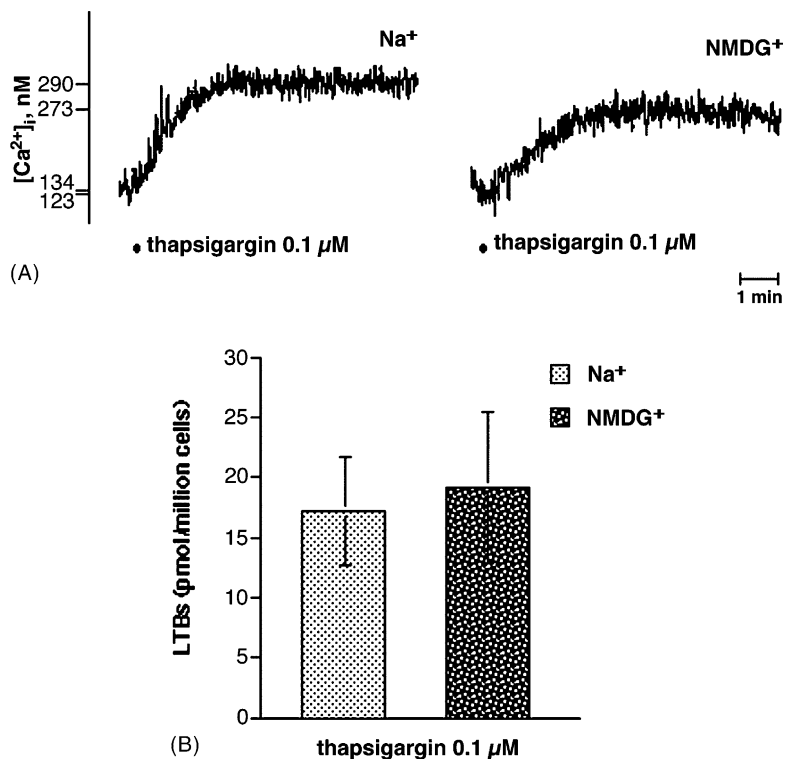 Na⁺
NMDG⁺
[Ca²⁺]ᵢ, nM
290
273
134
123
thapsigargin 0.1 µM
thapsigargin 0.1 µM
(A)
1 min
30
25
20
15
10
5
0
LTBs (pmol/million cells)
Na⁺
NMDG⁺
(B)
thapsigargin 0.1 µM